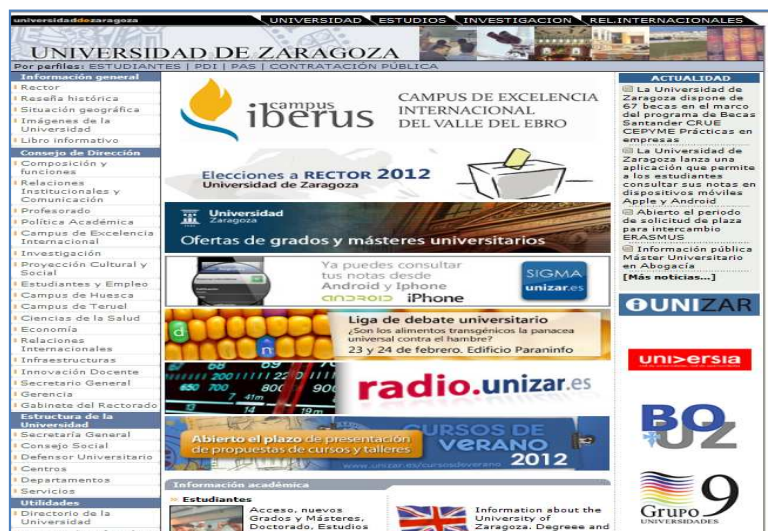 universidaddezaragoza
UNIVERSIDAD ESTUDIOS INVESTIGACION REL.INTERNACIONALES
UNIVERSIDAD DE ZARAGOZA
Por perfiles: ESTUDIANTES | PDI | PAS | CONTRATACIÓN PÚBLICA
Información general
Rector
Reseña histórica
Situación geográfica
Imágenes de la
Universidad
Libro informativo
Consejo de Dirección
Composición y
funciones
Relaciones
Institucionales y
Comunicación
Profesorado
Política Académica
Campus de Excelencia
Internacional
Investigación
Proyección Cultural y
Social
Estudiantes y Empleo
Campus de Huesca
Campus de Teruel
Ciencias de la Salud
Economía
Relaciones
Internacionales
Infraestructuras
Innovación Docente
Secretario General
Gerencia
Gabinete del Rectorado
Estructura de la
Universidad
Secretaría General
Consejo Social
Defensor Universitario
Centros
Departamentos
Servicios
Utilidades
Directorio de la
Universidad
campus
iberus
CAMPUS DE EXCELENCIA
INTERNACIONAL
DEL VALLE DEL EBRO
Elecciones a RECTOR 2012
Universidad de Zaragoza
Universidad
Zaragoza
Ofertas de grados y másteres universitarios
Ya puedes consultar
tus notas desde
Android y Iphone
ANDROID iPhone
SIGMA
unizar.es
Liga de debate universitario
¿Son los alimentos transgénicos la panacea
universal contra el hambre?
23 y 24 de febrero. Edificio Paraninfo
d
n
radio.unizar.es
CURSOS DE
VERANO
2012
Abierto el plazo de presentación
de propuestas de cursos y talleres
www.unizar.es/cursosdeverano
Información académica
Estudiantes
Acceso, nuevos
Grados y Másteres,
Doctorado, Estudios
Information about the
University of
Zaragoza. Degreee and
ACTUALIDAD
La Universidad de
Zaragoza dispone de
67 becas en el marco
del programa de Becas
Santander CRUE
CEPYME Prácticas en
empresas
La Universidad de
Zaragoza lanza una
aplicación que permite
a los estudiantes
consultar sus notas en
dispositivos móviles
Apple y Android
Abierto el periodo
de solicitud de plaza
para intercambio
ERASMUS
Información pública
Máster Universitario
en Abogacía
[Más noticias...]
OUNIZAR
uni>ersia
BOUZ
Grupo 9
UNIVERSIDADES